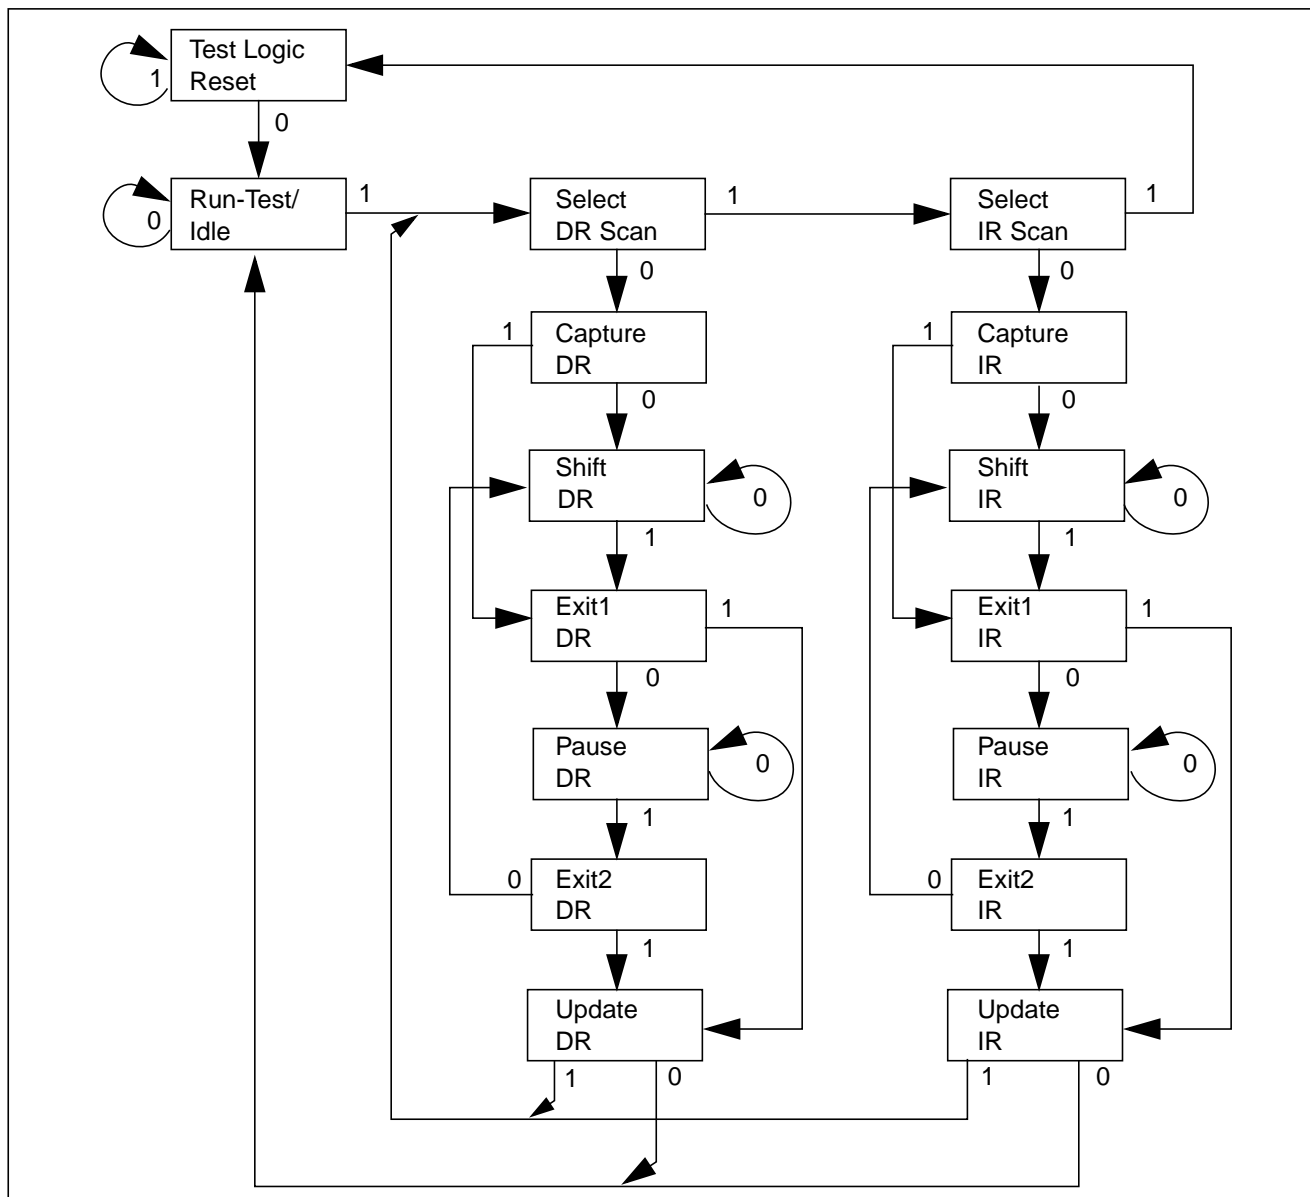 Test Logic
Reset
1
0
Run-Test/
Idle
0
1
Select
DR Scan
1
Select
IR Scan
1
0
0
Capture
DR
1
0
Capture
IR
1
0
Shift
DR
0
1
Shift
IR
0
1
Exit1
DR
1
0
Exit1
IR
1
0
Pause
DR
0
1
Pause
IR
0
1
Exit2
DR
0
1
Exit2
IR
0
1
Update
DR
1
0
Update
IR
1
0